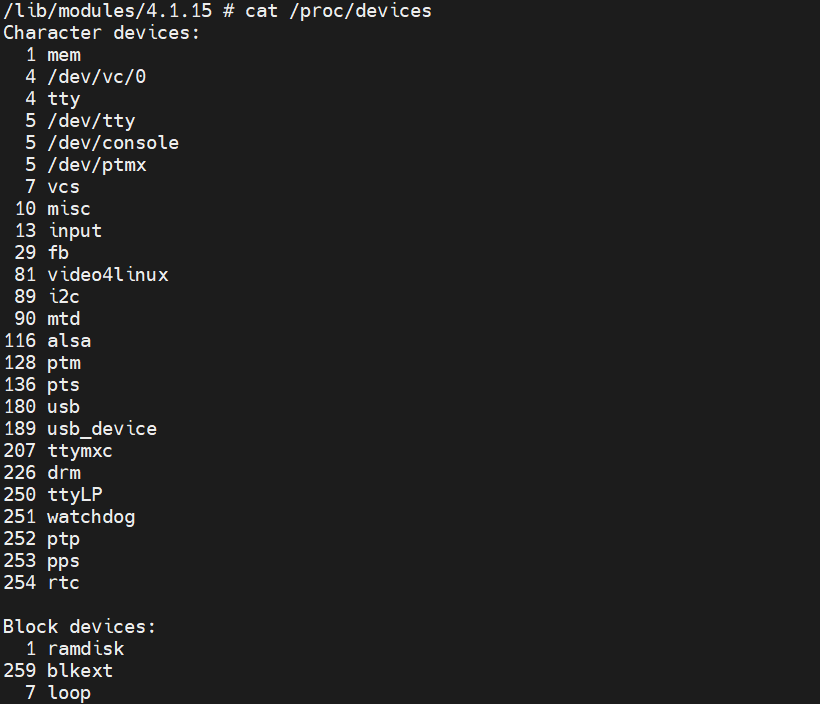 /lib/modules/4.1.15 # cat /proc/devices
Character devices:
  1 mem
  4 /dev/vc/0
  4 tty
  5 /dev/tty
  5 /dev/console
  5 /dev/ptmx
  7 vcs
 10 misc
 13 input
 29 fb
 81 video4linux
 89 i2c
 90 mtd
116 alsa
128 ptm
136 pts
180 usb
189 usb_device
207 ttymxc
226 drm
250 ttyLP
251 watchdog
252 ptp
253 pps
254 rtc

Block devices:
  1 ramdisk
259 blkext
  7 loop